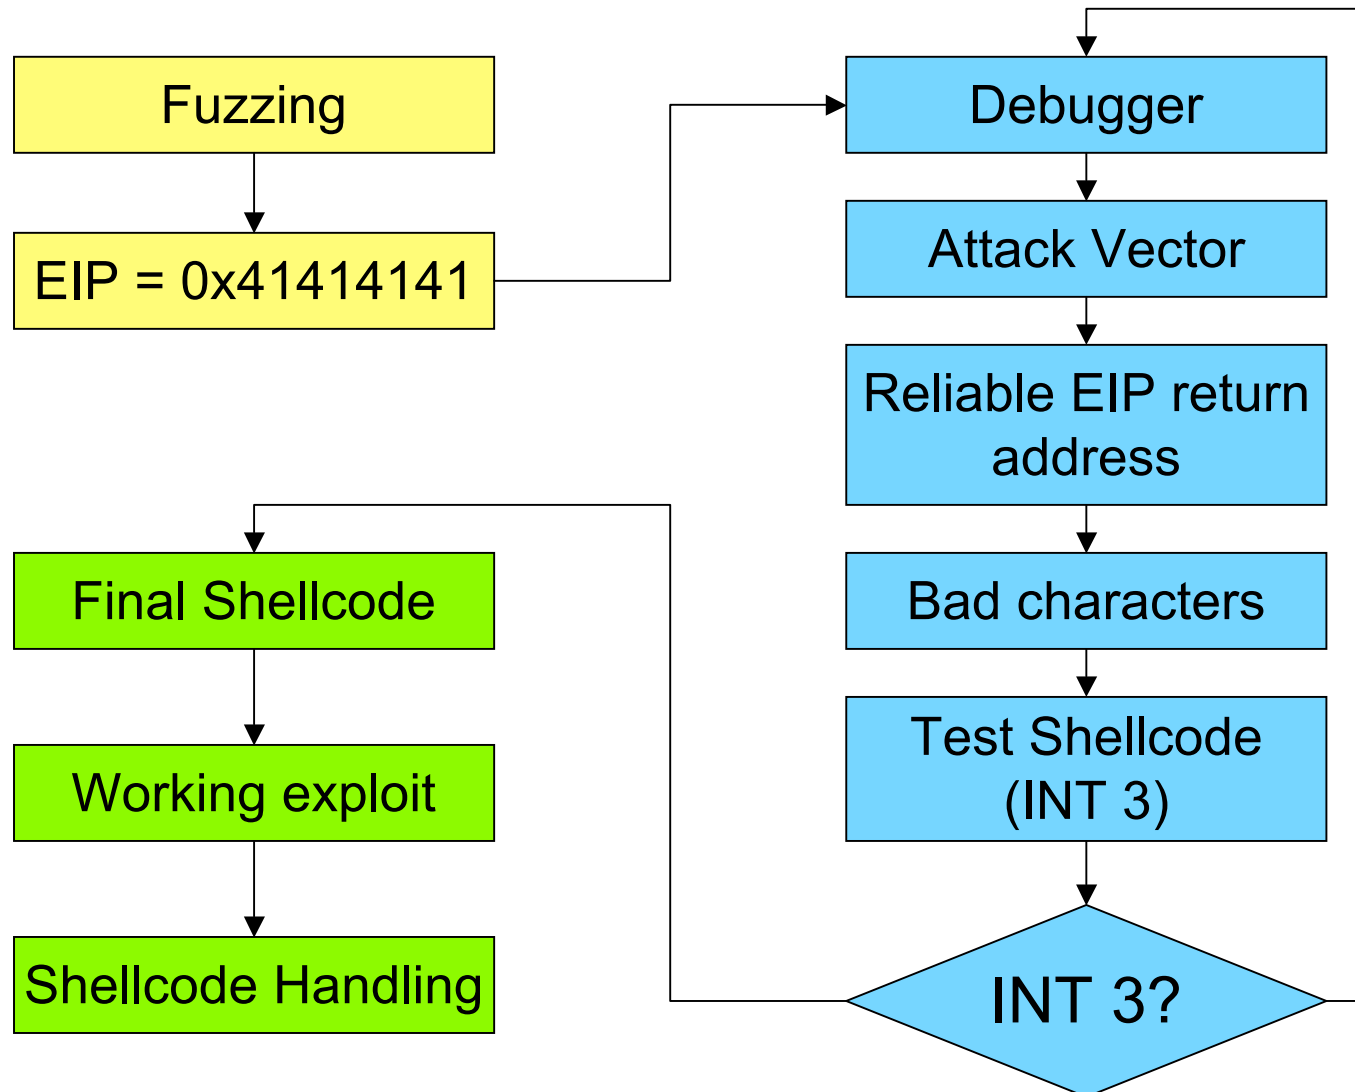 Fuzzing
EIP = 0x41414141
Debugger
Attack Vector
Reliable EIP return
address
Bad characters
Test Shellcode
(INT 3)
INT 3?
Final Shellcode
Working exploit
Shellcode Handling